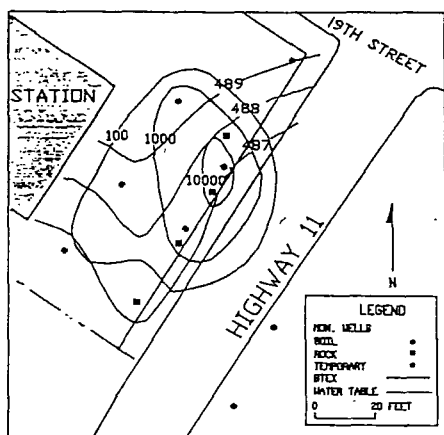 19TH STREET
STATION
489
488
487
100
1000
10000
HIGHWAY 11
N
LEGEND
MON. WELLS
SOIL
ROCK
TEMPORARY
BTEX
WATER TABLE
0 20 FEET